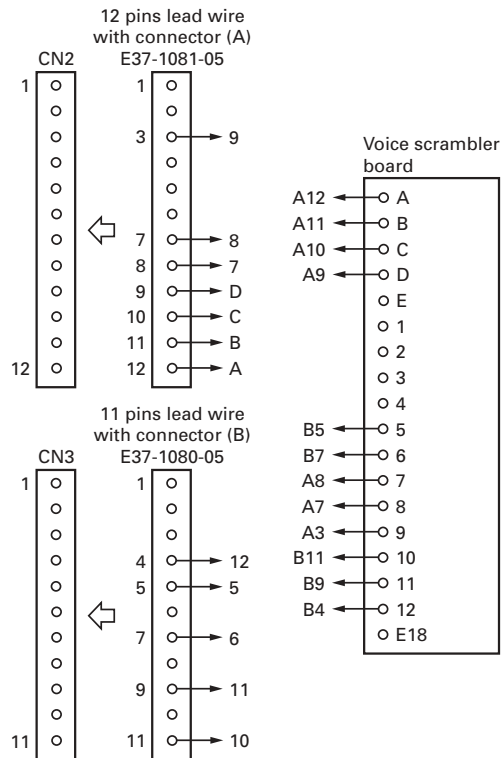 12 pins lead wire
with connector (A)
CN2 E37-1081-05
1 1
3 9
7 8
8 7
9 D
10 C
11 B
12 12 A
11 pins lead wire
with connector (B)
CN3 E37-1080-05
1 1
4 12
5 5
7 6
9 11
11 11 10
Voice scrambler
board
A12 A
A11 B
A10 C
A9 D
E
1
2
3
4
B5 5
B7 6
A8 7
A7 8
A3 9
B11 10
B9 11
B4 12
E18